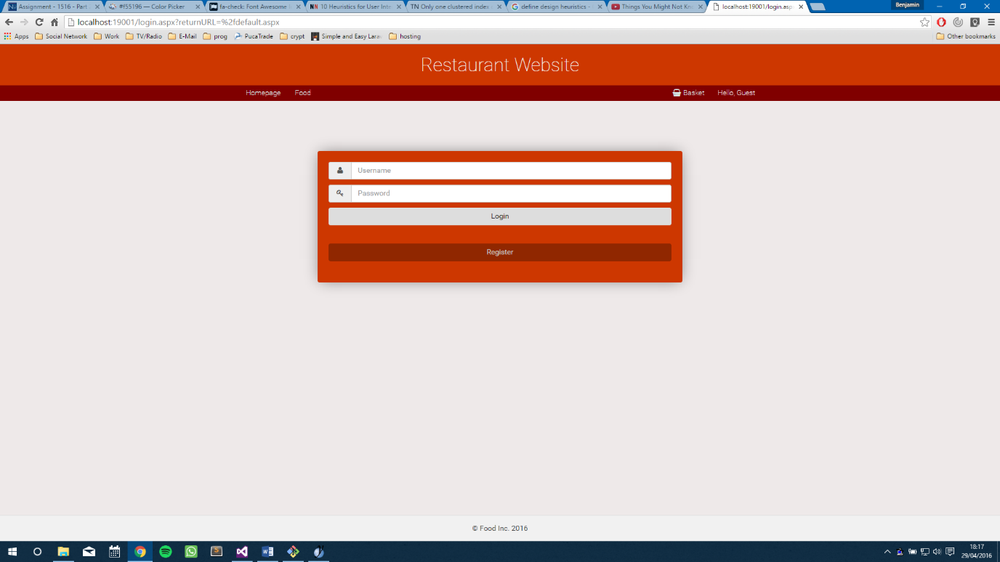 Assignment - 1516 - Part
#f55196 — Color Picker
fa-check: Font Awesome
NN 10 Heuristics for User Inte
TN Only one clustered index
define design heuristics -
Things You Might Not Kn
localhost:19001/login.asp
Benjamin
localhost:19001/login.aspx?returnURL=%2fdefault.aspx
Apps Social Network Work TV/Radio E-Mail prog PucaTrade crypt Simple and Easy Lara hosting Other bookmarks
Restaurant Website
Homepage Food Basket Hello, Guest
Username
Password
Login
Register
© Food Inc. 2016
18:17
29/04/2016